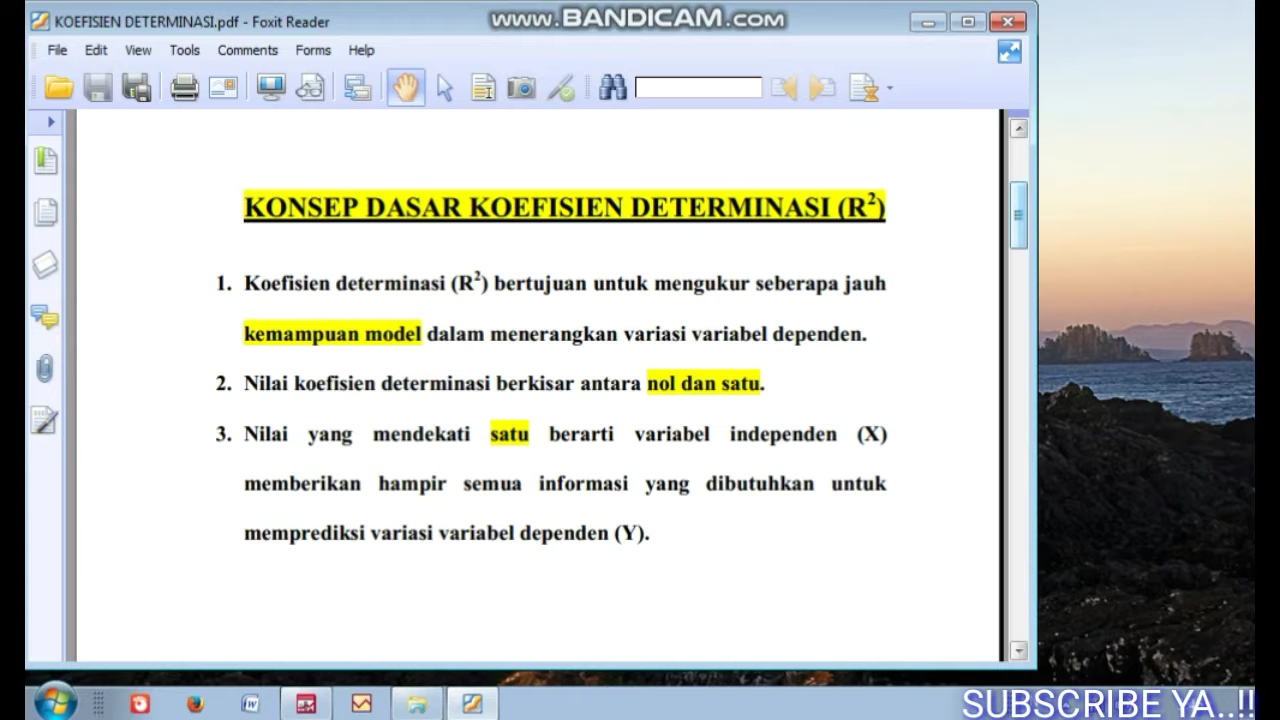 KOEFISIEN DETERMINASI.pdf - Foxit Reader
www.BANDICAM.com
File Edit View Tools Comments Forms Help
KONSEP DASAR KOEFISIEN DETERMINASI (R²)
1. Koefisien determinasi (R²) bertujuan untuk mengukur seberapa jauh
kemampuan model dalam menerangkan variasi variabel dependen.
2. Nilai koefisien determinasi berkisar antara nol dan satu.
3. Nilai yang mendekati satu berarti variabel independen (X)
memberikan hampir semua informasi yang dibutuhkan untuk
memprediksi variasi variabel dependen (Y).
SUBSCRIBE YA..!!